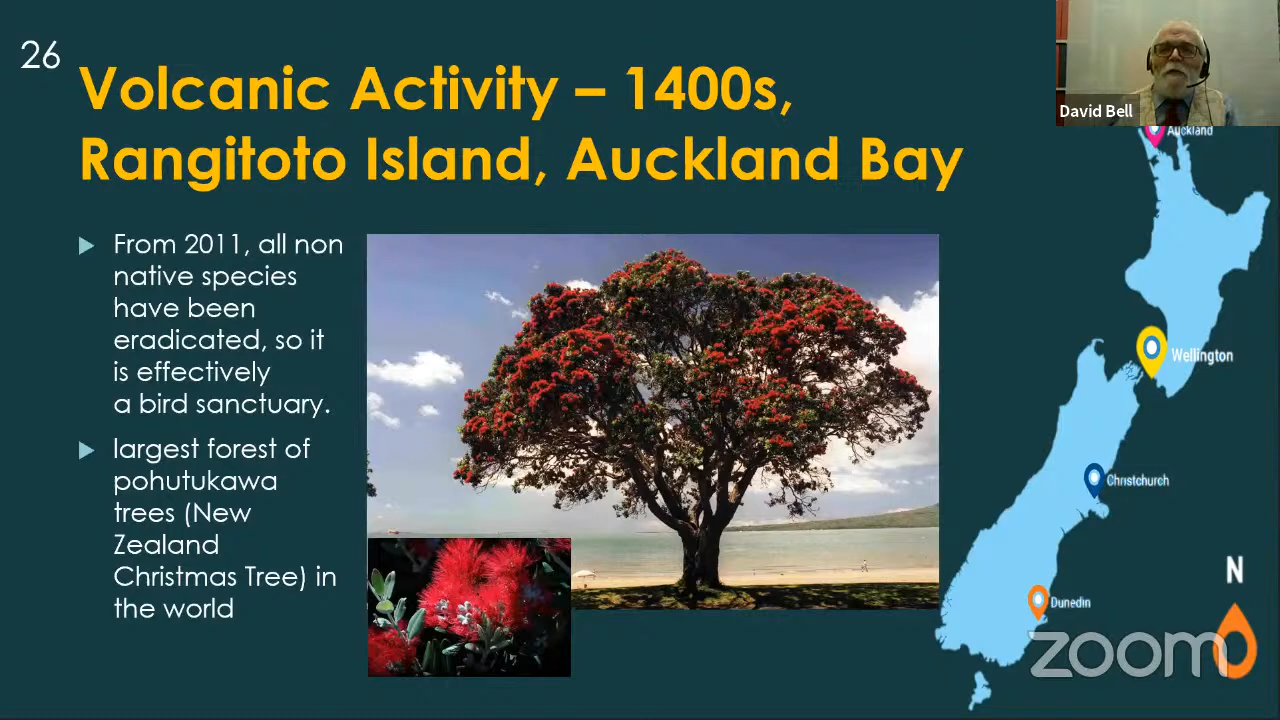 26
Volcanic Activity – 1400s,
Rangitoto Island, Auckland Bay
From 2011, all non
native species
have been
eradicated, so it
is effectively
a bird sanctuary.
largest forest of
pohutukawa
trees (New
Zealand
Christmas Tree) in
the world
David Bell
Auckland
Wellington
Christchurch
N
Dunedin
zoom